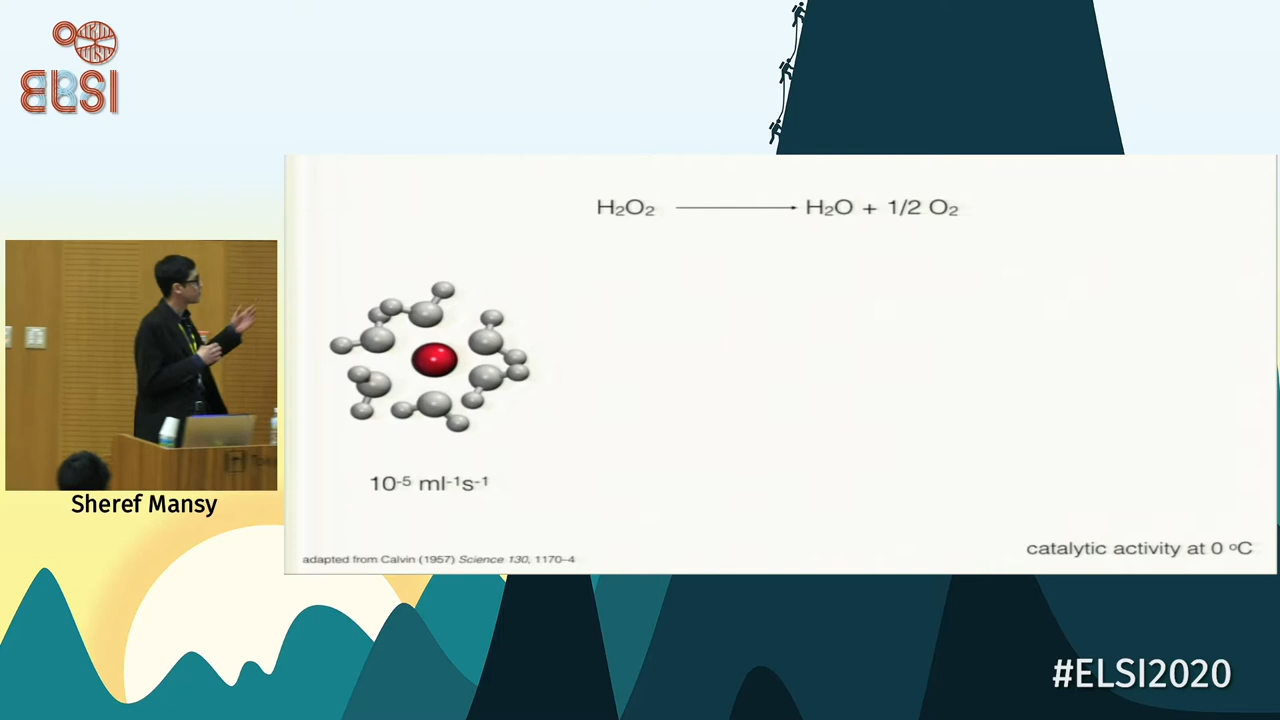 ELSI
H₂O₂ → H₂O + 1/2 O₂
10⁻⁵ ml⁻¹s⁻¹
Sheref Mansy
catalytic activity at 0 ºC
adapted from Calvin (1957) Science 130, 1170–4
#ELSI2020